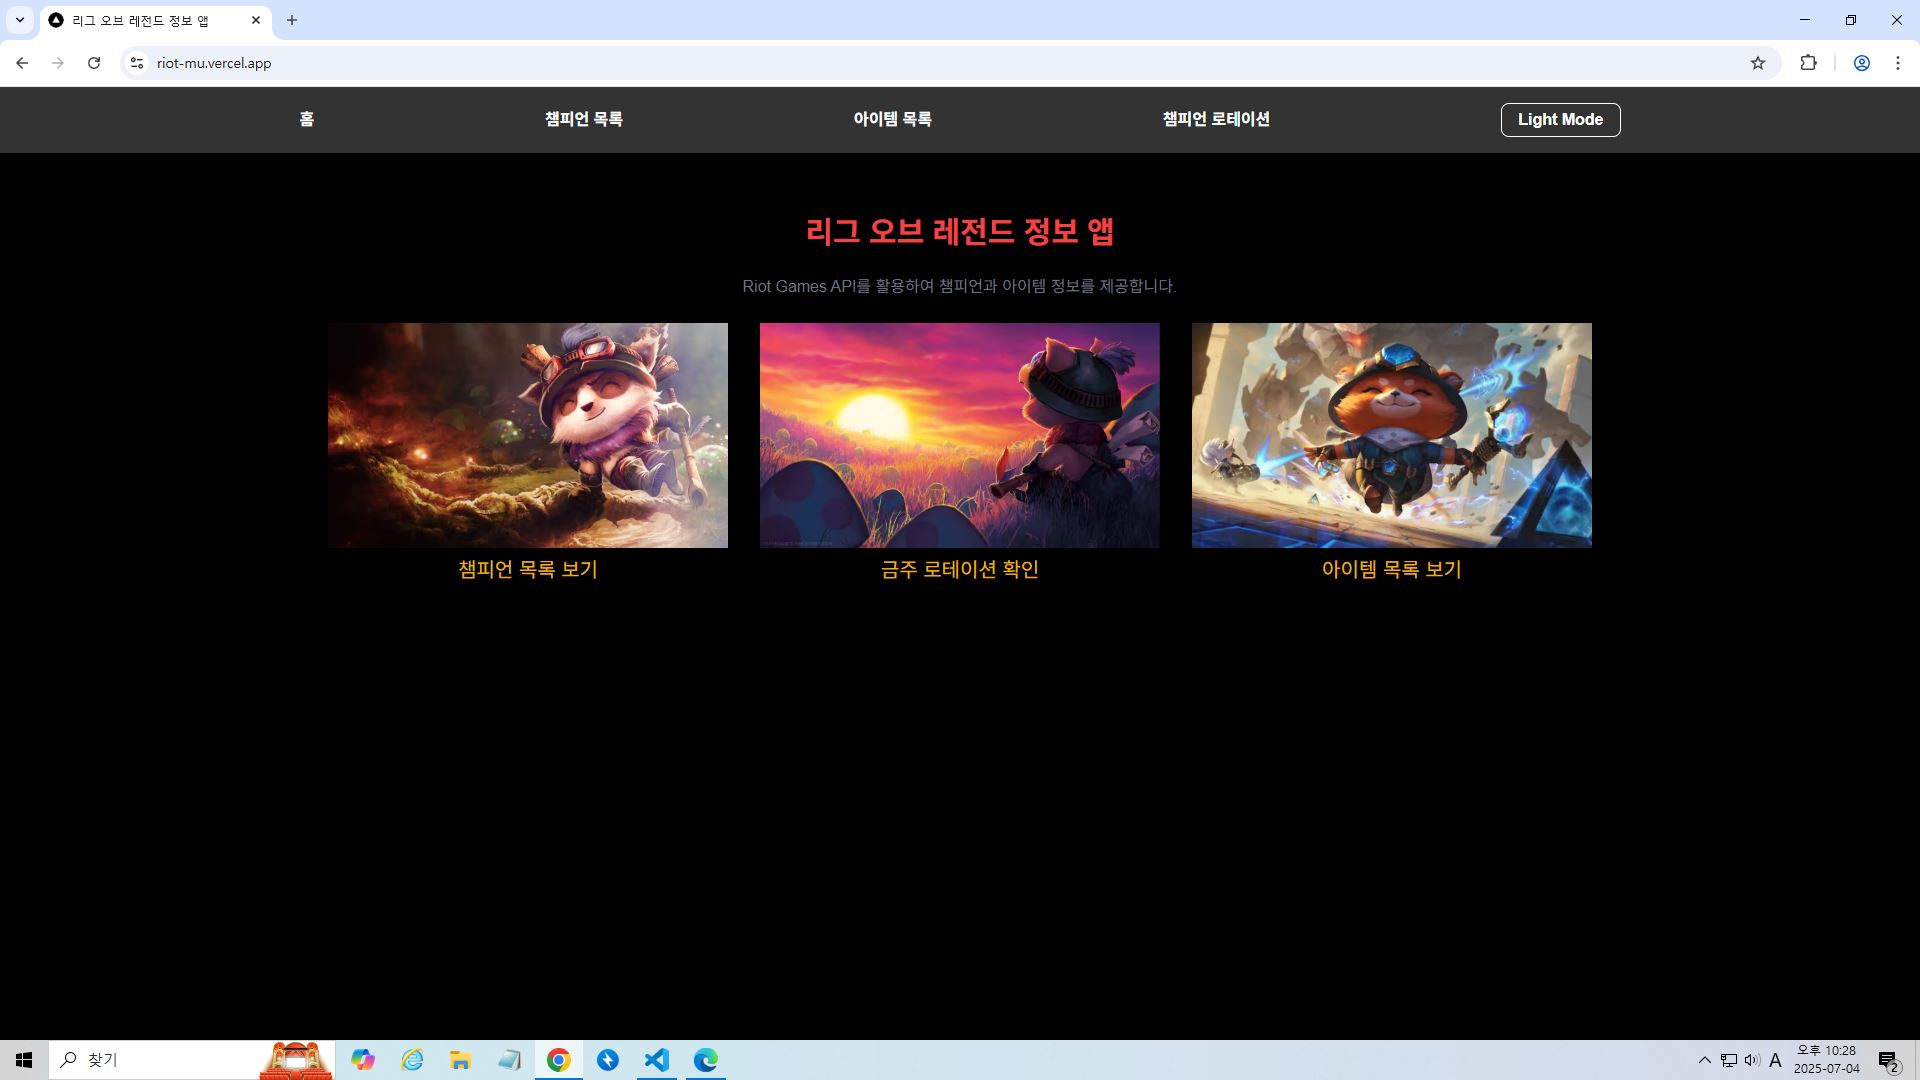 리그 오브 레전드 정보 앱
riot-mu.vercel.app
홈 챔피언 목록 아이템 목록 챔피언 로테이션 Light Mode
리그 오브 레전드 정보 앱
Riot Games API를 활용하여 챔피언과 아이템 정보를 제공합니다.
챔피언 목록 보기 금주 로테이션 확인 아이템 목록 보기
찾기
A
오후 10:28
2025-07-04
2